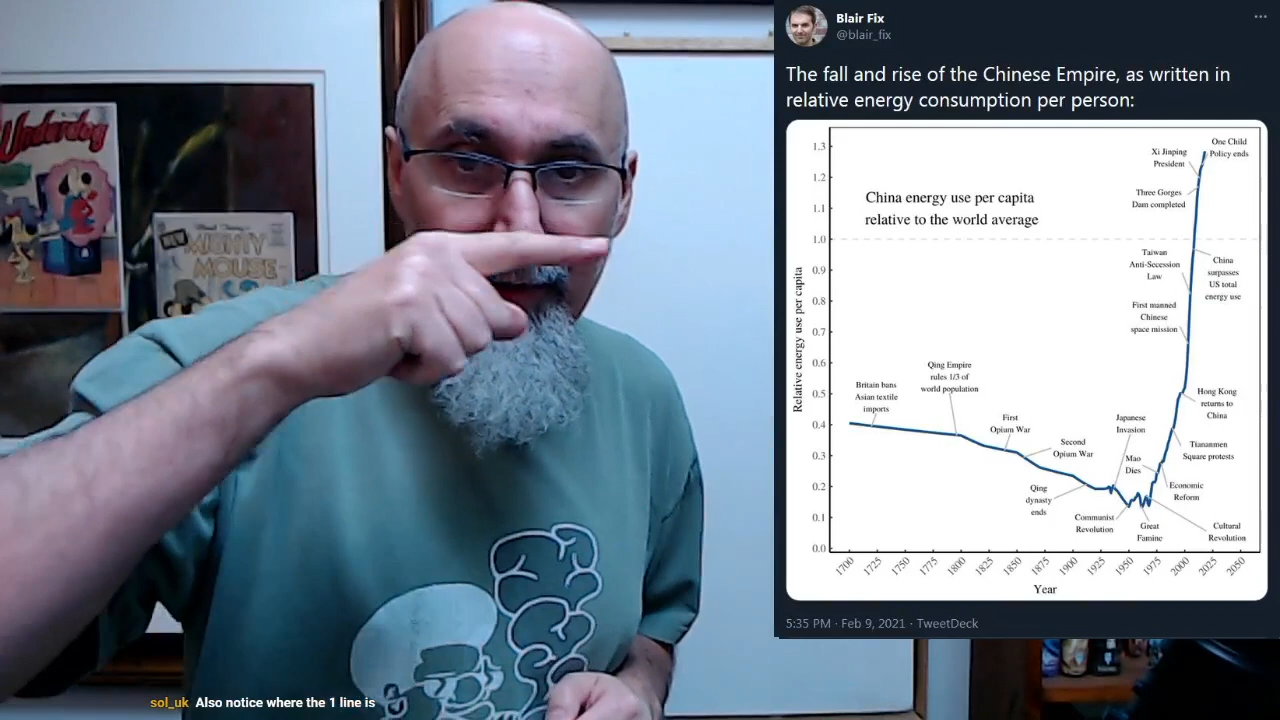 Underdog
NEW
MIGHTY
MOUSE
Blair Fix
@blair_fix
The fall and rise of the Chinese Empire, as written in
relative energy consumption per person:
China energy use per capita
relative to the world average
Relative energy use per capita
1.3
1.2
1.1
1.0
0.9
0.8
0.7
0.6
0.5
0.4
0.3
0.2
0.1
0.0
One Child
Policy ends
Xi Jinping
President
Three Gorges
Dam completed
Taiwan
Anti-Secession
Law
China
surpasses
US total
energy use
First manned
Chinese
space mission
Qing Empire
rules 1/3 of
world population
Britain bans
Asian textile
imports
Hong Kong
returns to
China
First
Opium War
Japanese
Invasion
Second
Opium War
Tiananmen
Square protests
Mao
Dies
Qing
dynasty
ends
Economic
Reform
Communist
Revolution
Great
Famine
Cultural
Revolution
1700
1725
1750
1775
1800
1825
1850
1875
1900
1925
1950
1975
2000
2025
2050
Year
5:35 PM · Feb 9, 2021 · TweetDeck
sol_uk Also notice where the 1 line is